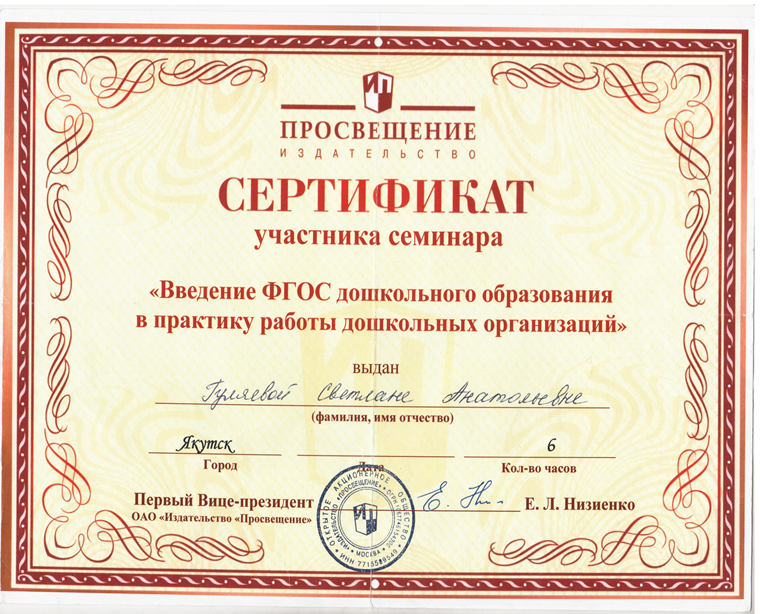 ПРОСВЕЩЕНИЕ
ИЗДАТЕЛЬСТВО
СЕРТИФИКАТ
участника семинара
«Введение ФГОС дошкольного образования
в практику работы дошкольных организаций»
выдан
Гуляевой Светлане Анатольевне
(фамилия, имя отчество)
Якутск 6
Город Дата Кол-во часов
Первый Вице-президент
ОАО «Издательство «Просвещение»
Е. Л. Низиенко
ОТКРЫТОЕ АКЦИОНЕРНОЕ ОБЩЕСТВО
ИЗДАТЕЛЬСТВО «ПРОСВЕЩЕНИЕ»
МОСКВА
ИНН 7715589549